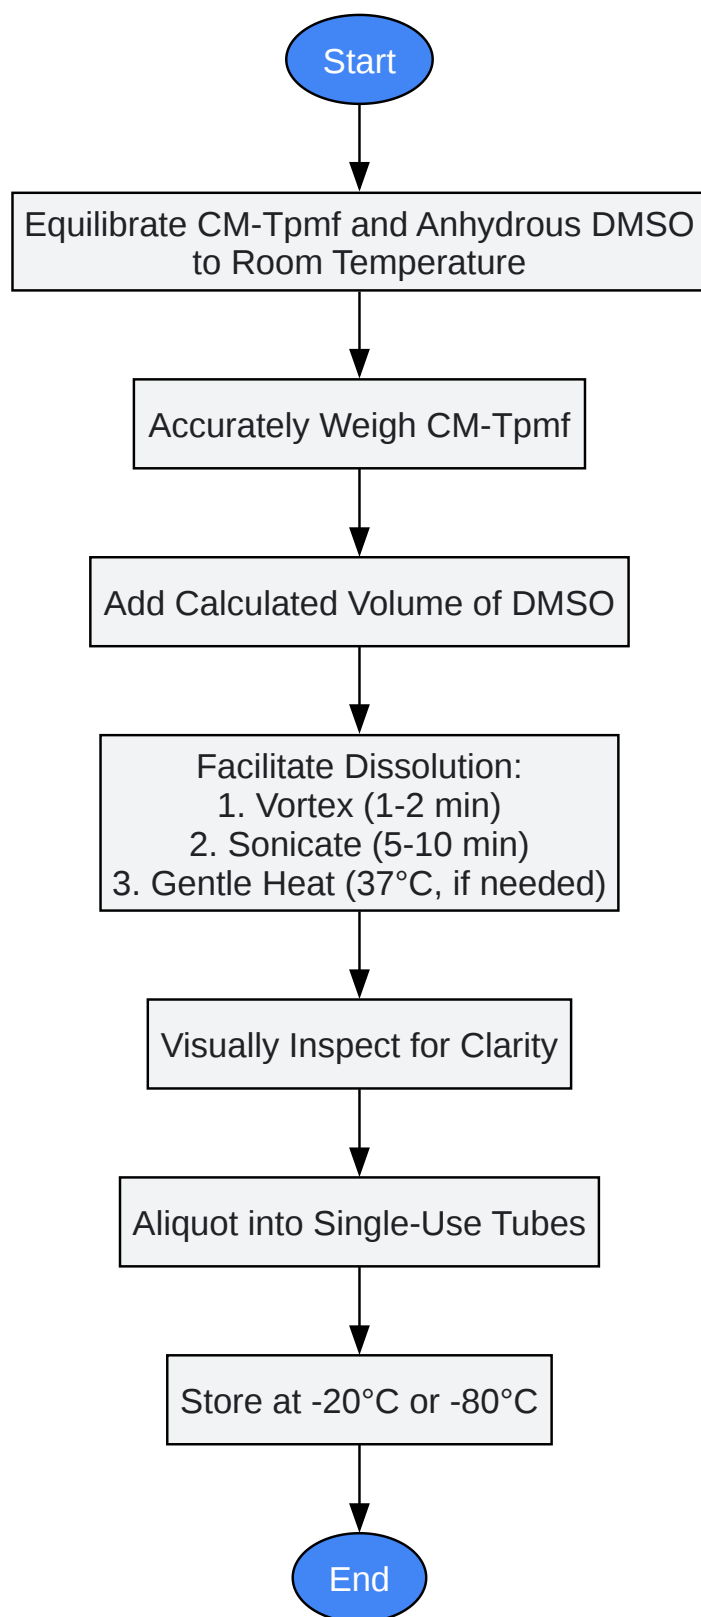 Start
Equilibrate CM-Tpmf and Anhydrous DMSO
to Room Temperature
Accurately Weigh CM-Tpmf
Add Calculated Volume of DMSO
Facilitate Dissolution:
1. Vortex (1-2 min)
2. Sonicate (5-10 min)
3. Gentle Heat (37°C, if needed)
Visually Inspect for Clarity
Aliquot into Single-Use Tubes
Store at -20°C or -80°C
End